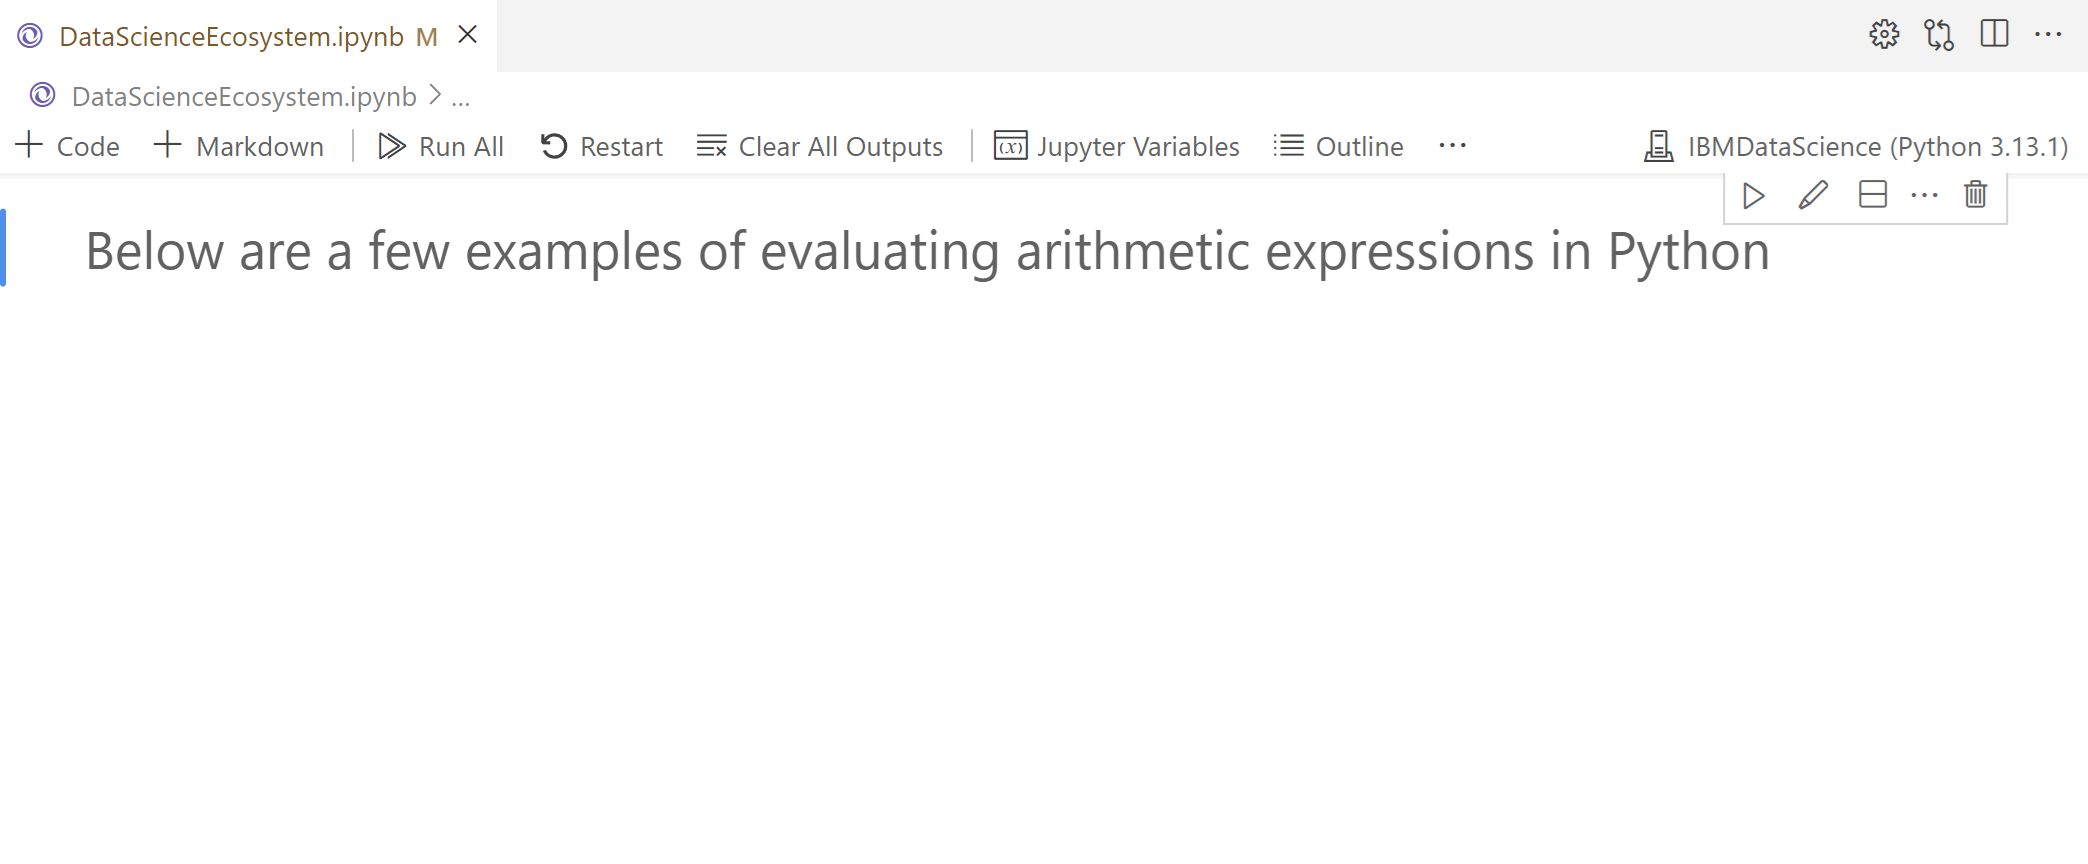 DataScienceEcosystem.ipynb M
DataScienceEcosystem.ipynb > ...
Code Markdown Run All Restart Clear All Outputs (x) Jupyter Variables Outline ... IBMDataScience (Python 3.13.1)
Below are a few examples of evaluating arithmetic expressions in Python